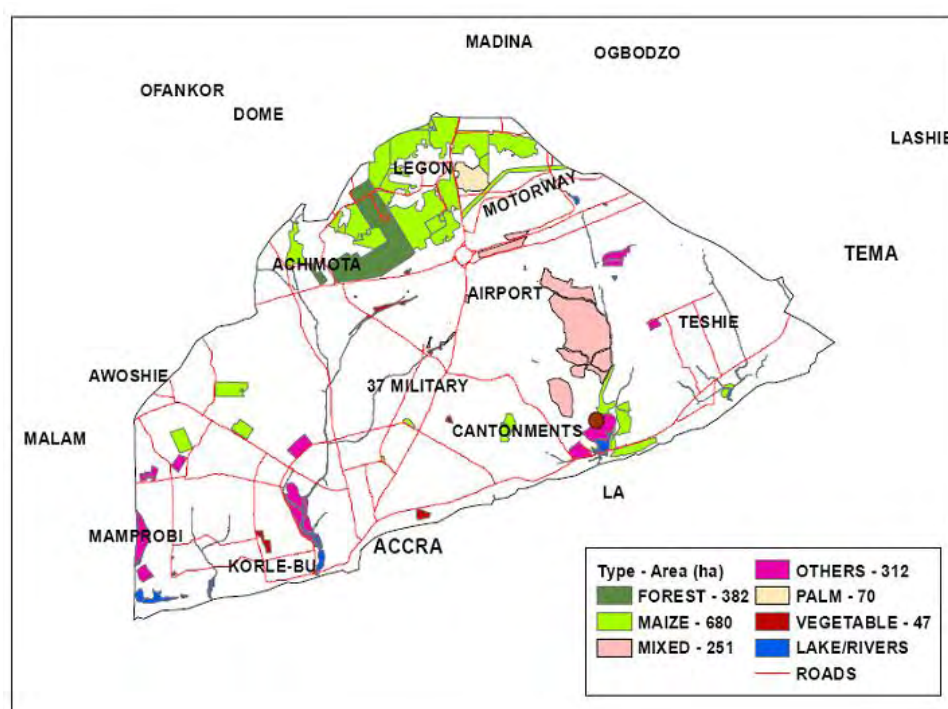 MADINA
OGBODZO
OFANKOR
DOME
LASHIE
LEGON
MOTORWAY
TEMA
ACHIMOTA
AIRPORT
TESHIE
AWOSHIE
37 MILITARY
CANTONMENTS
MALAM
LA
MAMPROBI
ACCRA
KORLE-BU
Type - Area (ha)
FOREST - 382
MAIZE - 680
MIXED - 251
OTHERS - 312
PALM - 70
VEGETABLE - 47
LAKE/RIVERS
ROADS